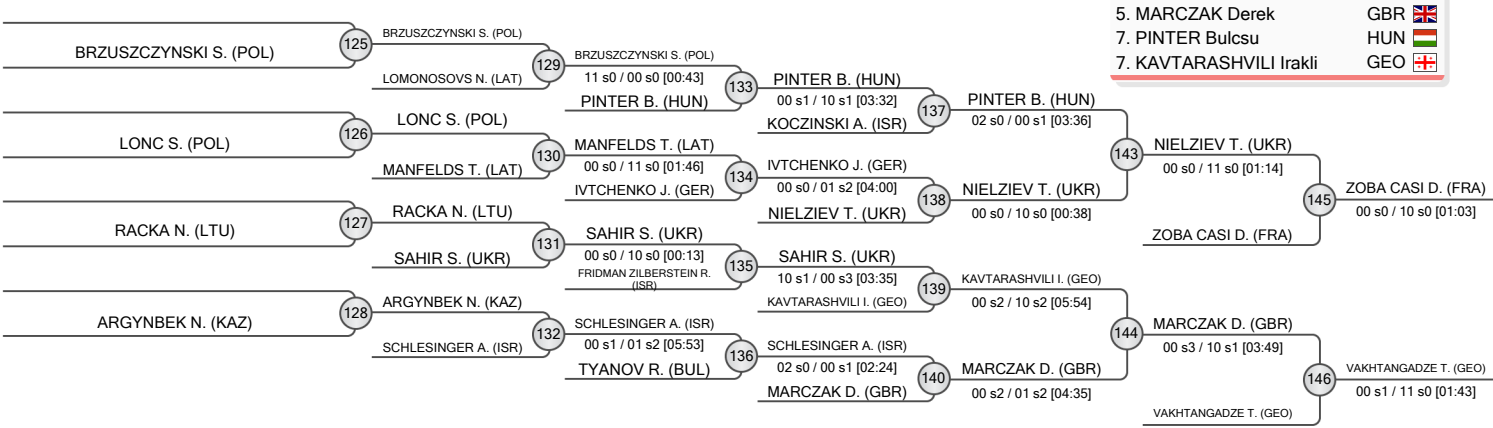 5. MARCZAK Derek GBR
7. PINTER Bulcsu HUN
7. KAVTARASHVILI Irakli GEO
BRZUSZCZYNSKI S. (POL)
125
LONC S. (POL)
126
RACKA N. (LTU)
127
ARGYNBEK N. (KAZ)
128
BRZUSZCZYNSKI S. (POL)
LOMONOSOVS N. (LAT)
129
LONC S. (POL)
MANFELDS T. (LAT)
130
RACKA N. (LTU)
SAHIR S. (UKR)
131
ARGYNBEK N. (KAZ)
SCHLESINGER A. (ISR)
132
BRZUSZCZYNSKI S. (POL)
11 s0 / 00 s0 [00:43]
PINTER B. (HUN)
133
MANFELDS T. (LAT)
00 s0 / 11 s0 [01:46]
IVTCHENKO J. (GER)
134
SAHIR S. (UKR)
00 s0 / 10 s0 [00:13]
FRIDMAN ZILBERSTEIN R.
(ISR)
135
SCHLESINGER A. (ISR)
00 s1 / 01 s2 [05:53]
TYANOV R. (BUL)
136
PINTER B. (HUN)
00 s1 / 10 s1 [03:32]
KOCZINSKI A. (ISR)
137
IVTCHENKO J. (GER)
00 s0 / 01 s2 [04:00]
NIELZIEV T. (UKR)
138
SAHIR S. (UKR)
10 s1 / 00 s3 [03:35]
KAVTARASHVILI I. (GEO)
139
SCHLESINGER A. (ISR)
02 s0 / 00 s1 [02:24]
MARCZAK D. (GBR)
140
PINTER B. (HUN)
02 s0 / 00 s1 [03:36]
NIELZIEV T. (UKR)
00 s0 / 10 s0 [00:38]
143
KAVTARASHVILI I. (GEO)
00 s2 / 10 s2 [05:54]
MARCZAK D. (GBR)
00 s2 / 01 s2 [04:35]
144
NIELZIEV T. (UKR)
00 s0 / 11 s0 [01:14]
ZOBA CASI D. (FRA)
145
MARCZAK D. (GBR)
00 s3 / 10 s1 [03:49]
VAKHTANGADZE T. (GEO)
146
ZOBA CASI D. (FRA)
00 s0 / 10 s0 [01:03]
VAKHTANGADZE T. (GEO)
00 s1 / 11 s0 [01:43]